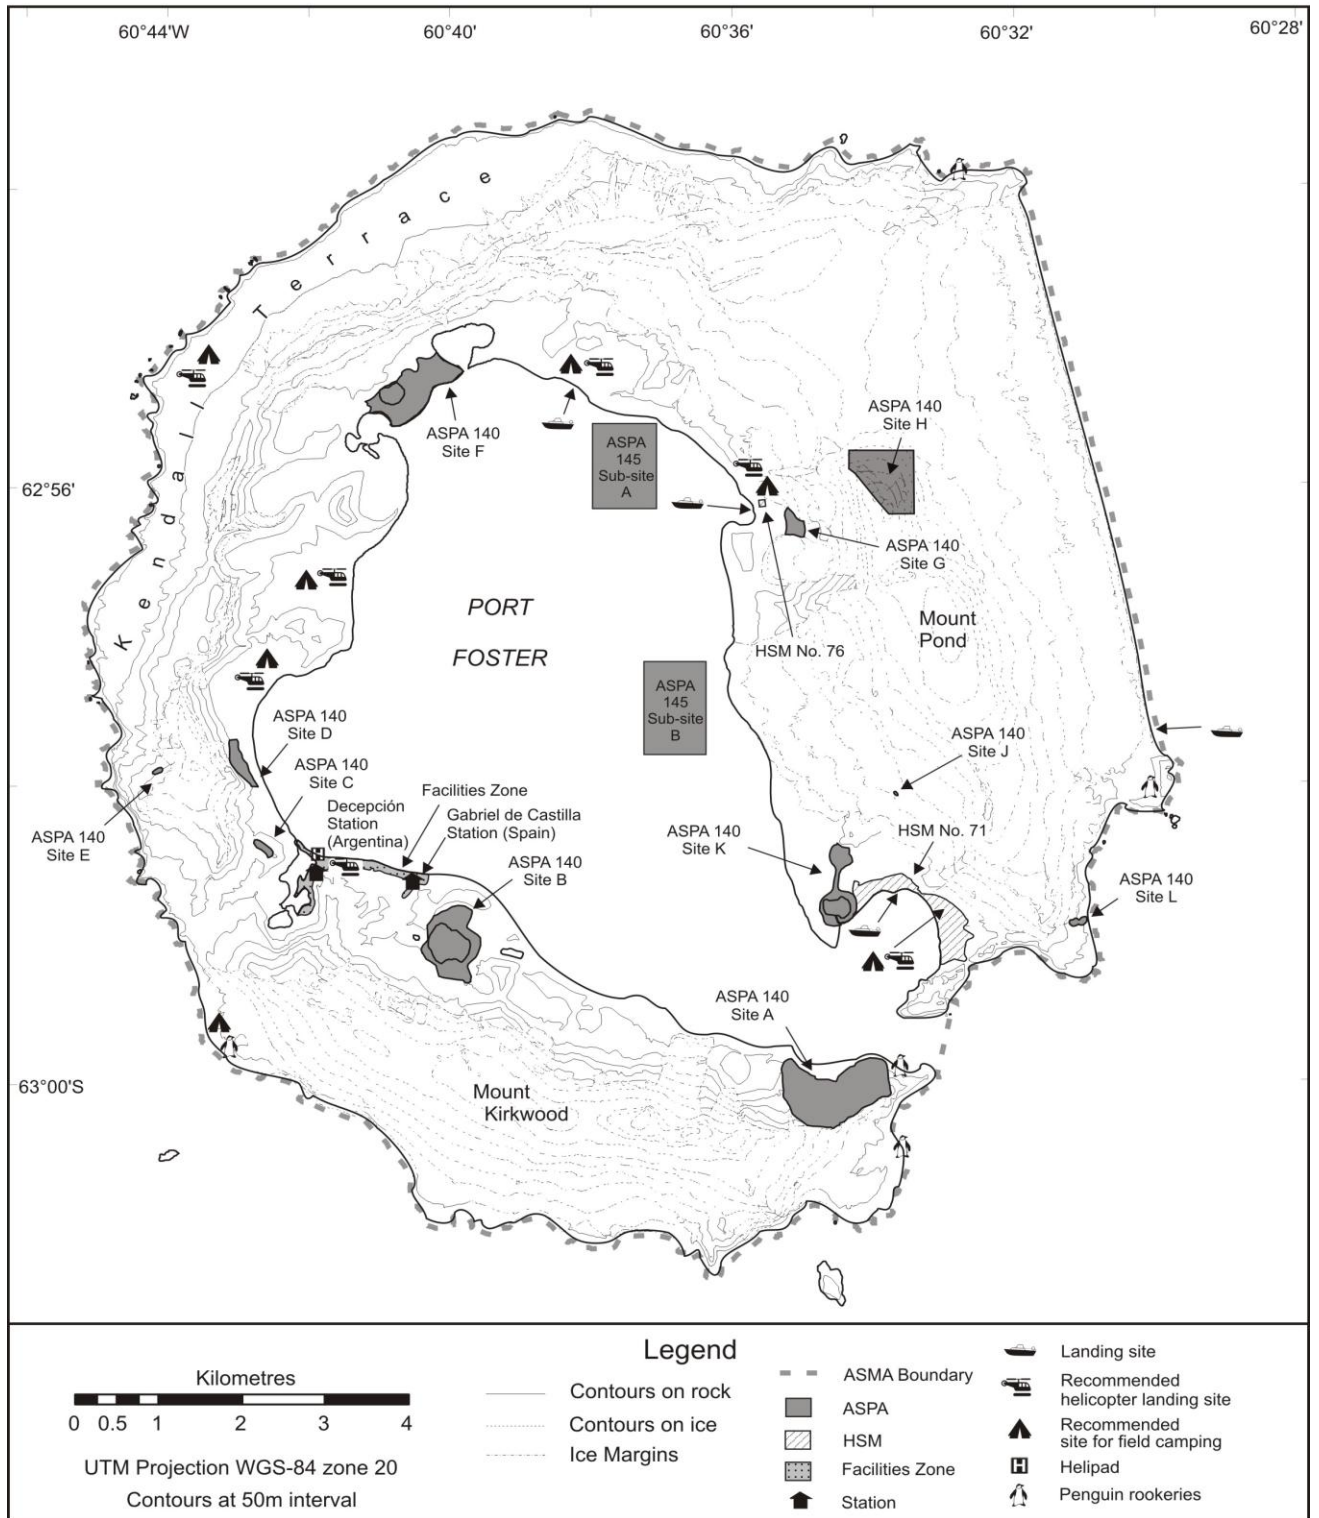 60°44'W 60°40' 60°36' 60°32' 60°28'
Kendall Terrace
ASPA 140
Site F
ASPA
145
Sub-site
A
ASPA 140
Site H
62°56'
ASPA 140
Site G
PORT
FOSTER
HSM No. 76
Mount
Pond
ASPA
145
Sub-site
B
ASPA 140
Site D
ASPA 140
Site C
ASPA 140
Site E
Decepción
Station
(Argentina)
Facilities Zone
Gabriel de Castilla
Station (Spain)
ASPA 140
Site B
ASPA 140
Site J
ASPA 140
Site K
HSM No. 71
ASPA 140
Site L
ASPA 140
Site A
63°00'S
Mount
Kirkwood
H
Kilometres
0 0.5 1 2 3 4
UTM Projection WGS-84 zone 20
Contours at 50m interval
Legend
Contours on rock
Contours on ice
Ice Margins
ASMA Boundary
ASPA
HSM
Facilities Zone
Station
Landing site
Recommended
helicopter landing site
Recommended
site for field camping
H
Helipad
Penguin rookeries